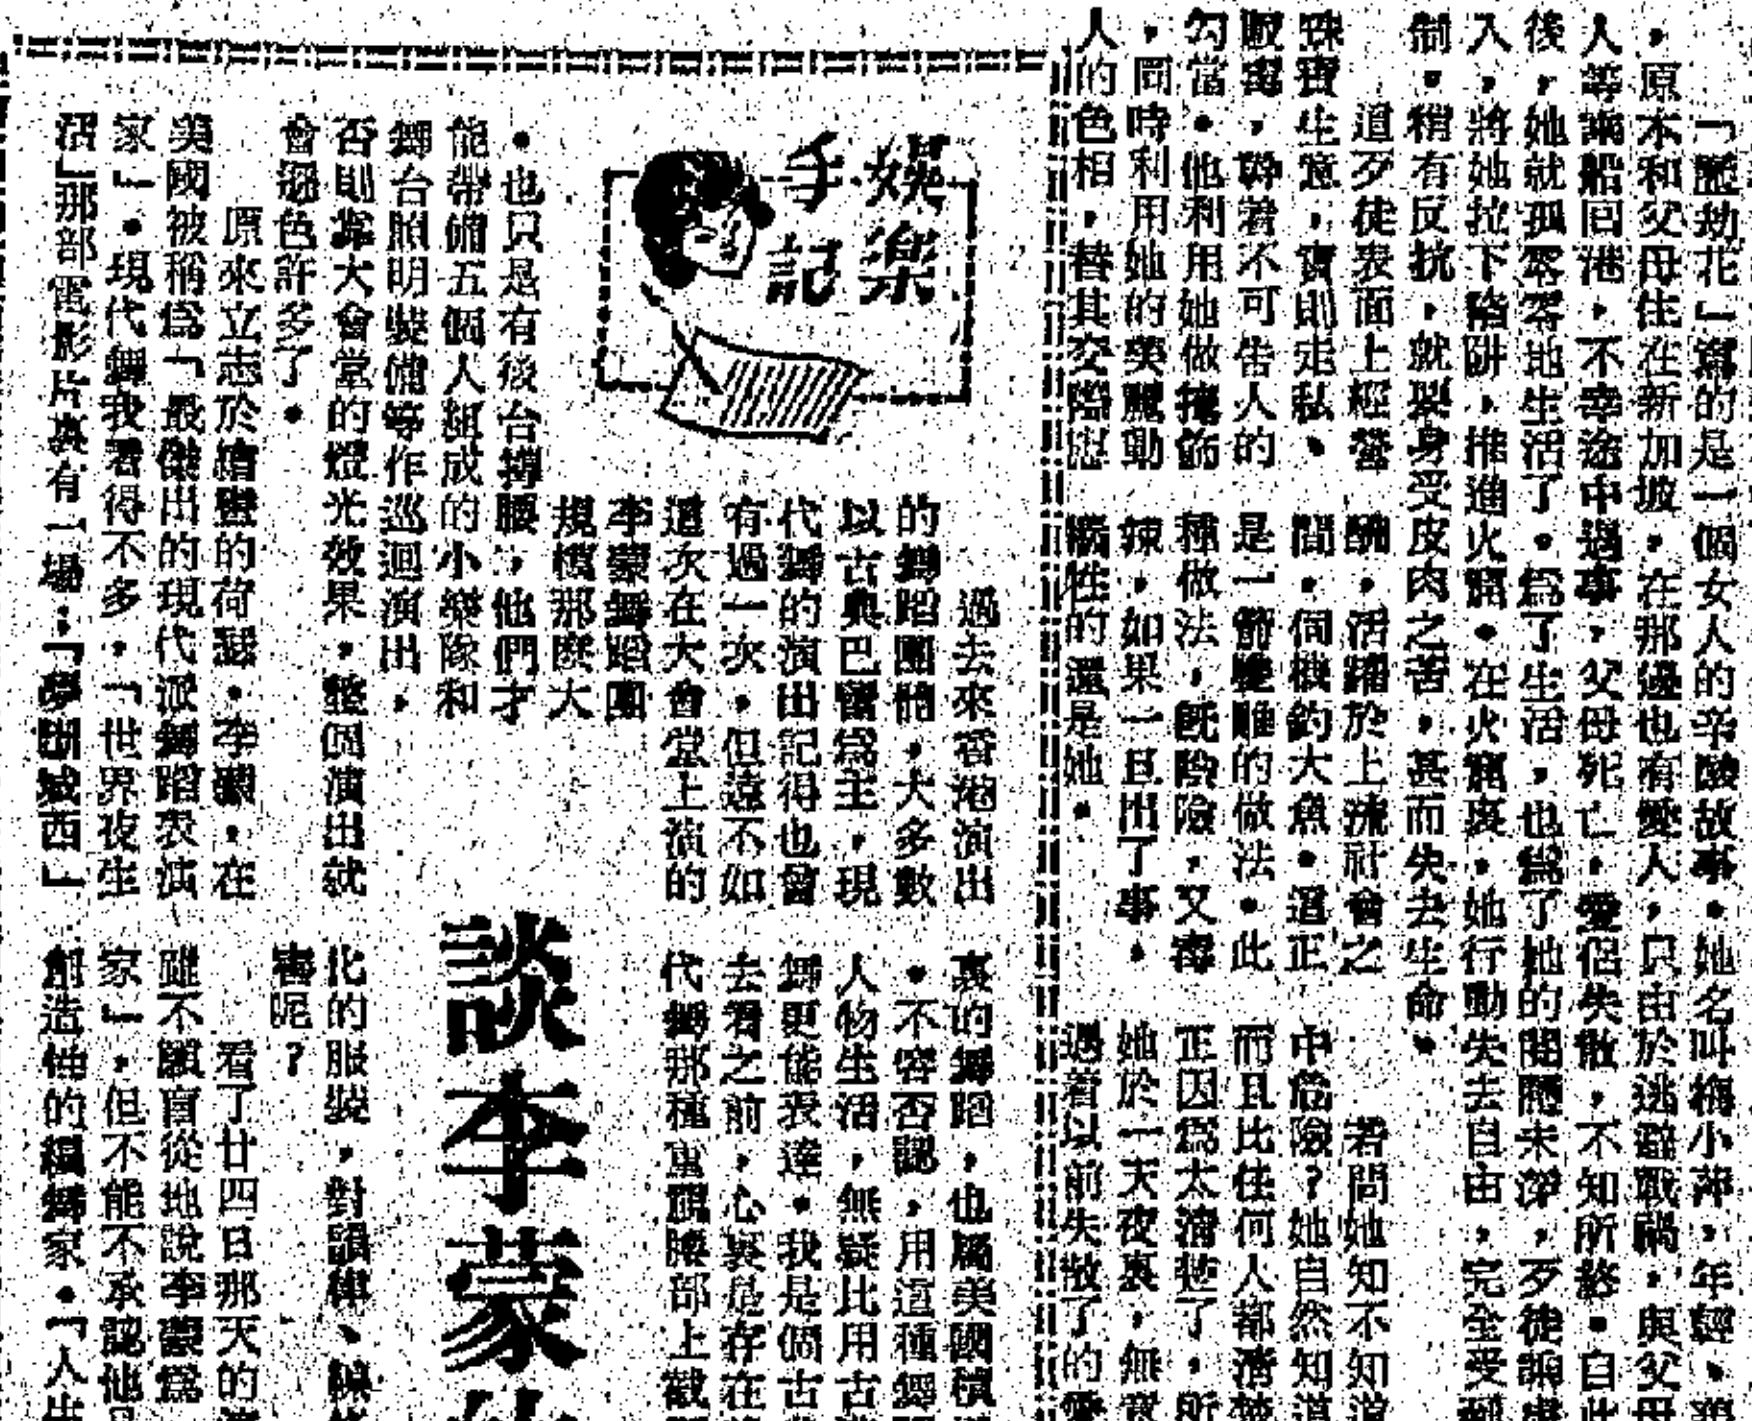 「歷劫花」寫的是一個女人的辛酸故事。她名叫梅小萍，年輕、
，原本和父母住在新加坡，在那邊也有愛人，只由於逃避戰禍，與父母
人等滿船回港，不幸途中遇事，父母死亡，愛侶失散，不知所終。自此
後，她就孤零零地生活了。為了生活，也為了她的閱歷未深，歹徒
入，將她拉下陷阱，推進火窟。在火窟裏，她行動失去自由，完全受
制。稍有反抗，就要身受皮肉之苦，甚而失去生命。
道歹徒表面上經營
珠寶生意，實則走私、
販毒，幹着不可告人的
勾當。他利用她做掩飾
，同時利用她的美麗動
人的色相，替其交際應
酬，活躍於上流社會之
間，伺機釣大魚。這正
是一箭雙鵰的做法。此
種做法，既陰險，又毒
辣，如果一旦出了事，
犧牲的還是她。
若問她知不知道
中危險？她自然知道
而且比任何人都清楚
正因為太清楚了，所
她於一天夜裏，無意
遇着以前失散了的愛
娛樂
手記
談李蒙
過去來香港演出
的舞蹈團體，大多數
以古典巴蕾為主，現
代舞的演出記得也曾
有過一次，但遠不如
這次在大會堂上演的
李蒙舞蹈團
規模那麽大
。也只是有後台撐腰，他們才
能帶備五個人組成的小樂隊和
舞台照明裝備等作巡迴演出，
否則靠大會堂的燈光效果，整個演出就
會遜色許多了。
原來立志於繪畫的荷瑟．李蒙，在
美國被稱為「最傑出的現代派舞蹈表演
家」。現代舞我看得不多，「世界夜生
活」那部電影片裏有一場：「夢斷城西」
裏的舞蹈，也屬美國
。不容否認，用這種舞
人物生活，無疑比用古
舞更能表達。我是個古
去看之前，心裏是存在
代舞那種重視腰部上
化的服裝，對
呢？
看了廿四日那天的
雖不願盲從地說李蒙為
家」，但不能不承認他
創造他的編舞家。「人生